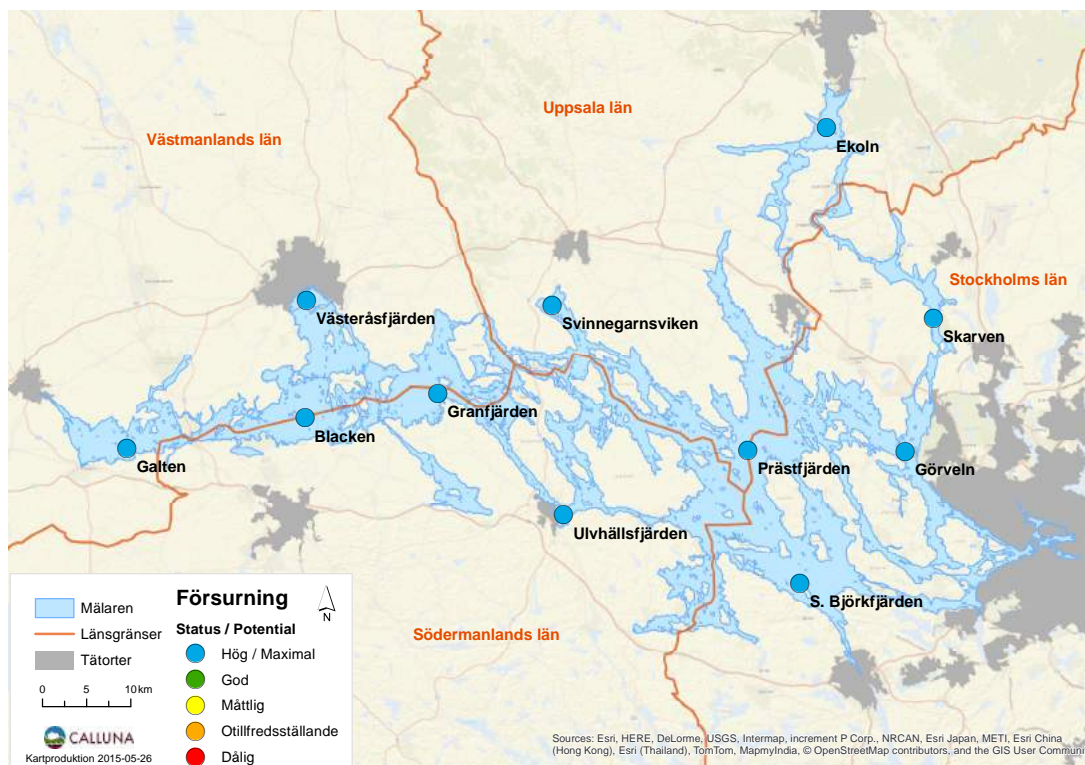 Uppsala län
Västmanlands län
Ekoln
Stockholms län
Västeråsfjärden
Svinnegarnsviken
Skarven
Granfjärden
Blacken
Galten
Prästfjärden
Görveln
Ulvhällsfjärden
S. Björkfjärden
Södermanlands län
Försurning
N
Status / Potential
Mälaren
Länsgränser
Tätorter
Hög / Maximal
God
Måttlig
Otillfredsställande
Dålig
0 5 10 km
CALLUNA
Kartproduktion 2015-05-26
Sources: Esri, HERE, DeLorme, USGS, Intermap, increment P Corp., NRCAN, Esri Japan, METI, Esri China
(Hong Kong), Esri (Thailand), TomTom, MapmyIndia, © OpenStreetMap contributors, and the GIS User